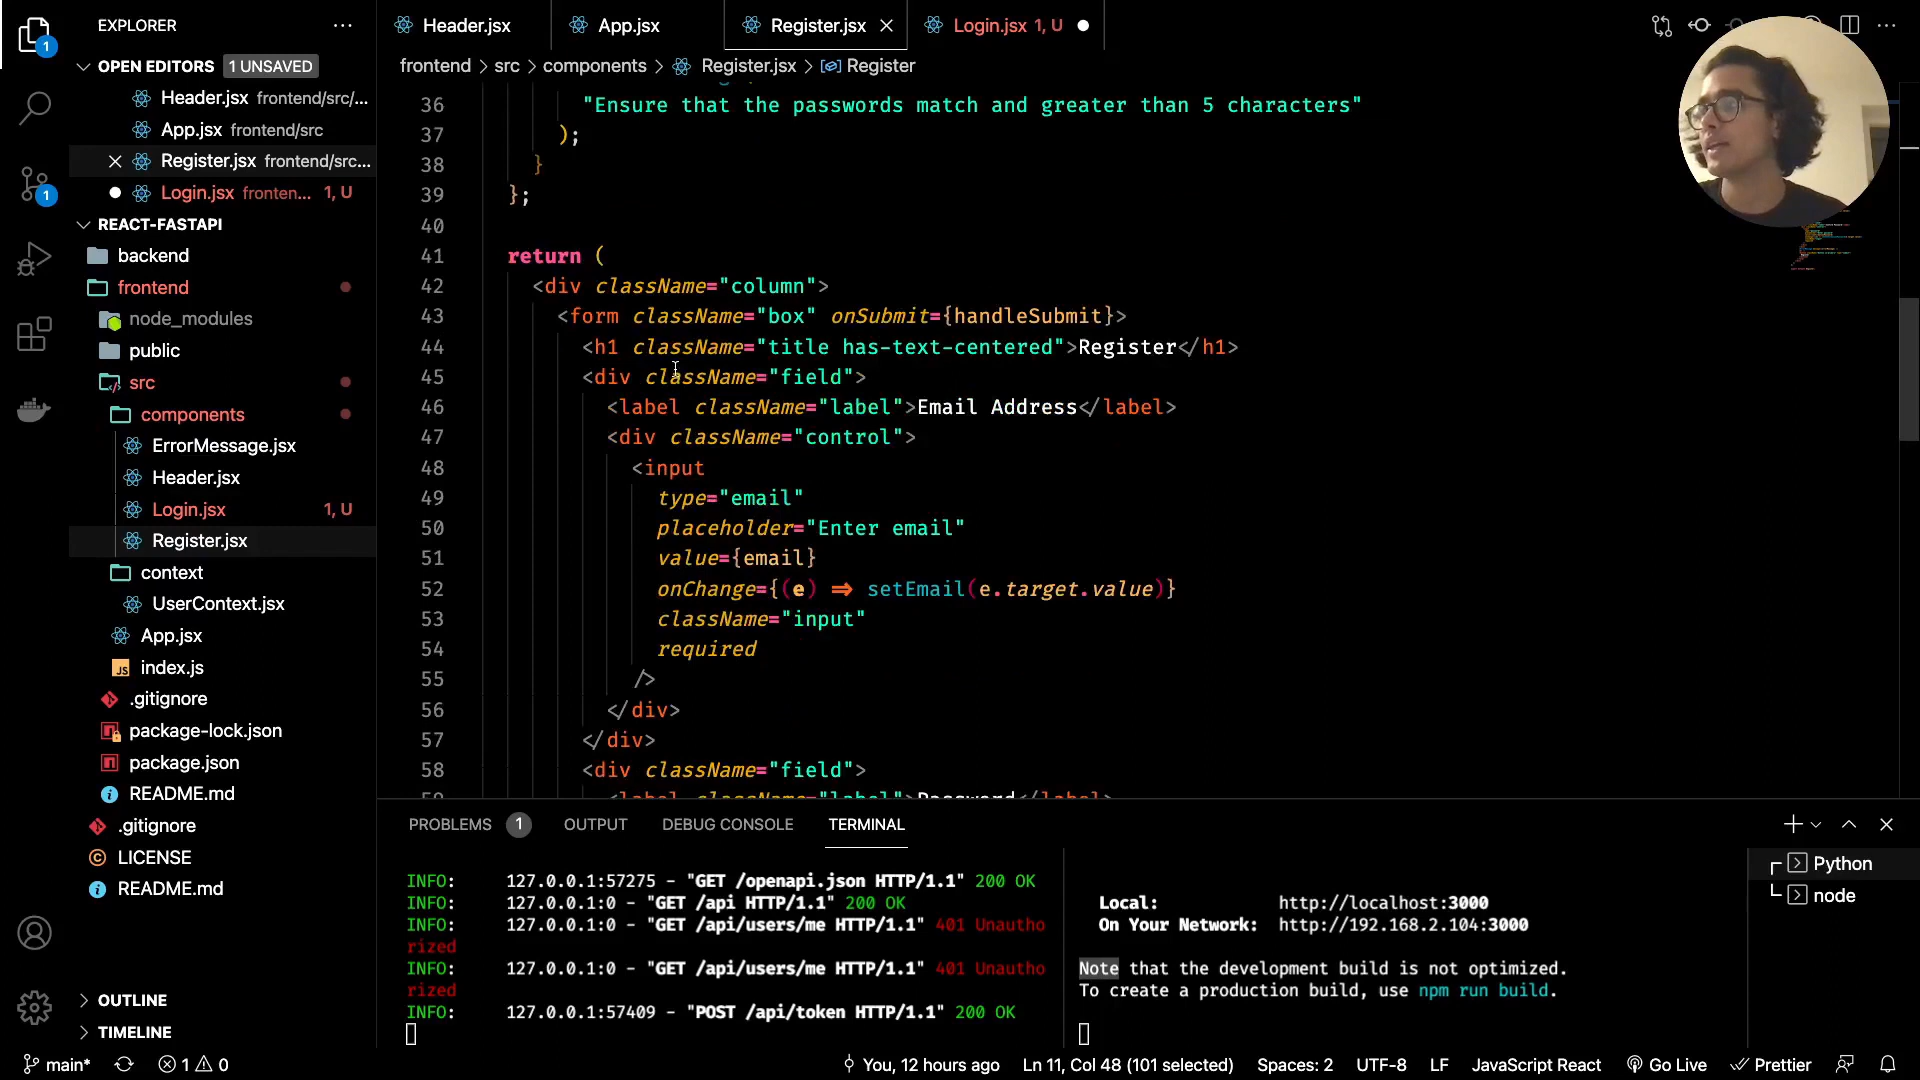 EXPLORER
OPEN EDITORS 1 UNSAVED
Header.jsx frontend/src/...
App.jsx frontend/src
Register.jsx frontend/src...
Login.jsx fronten... 1, U
REACT-FASTAPI
backend
frontend
node_modules
public
src
components
ErrorMessage.jsx
Header.jsx
Login.jsx 1, U
Register.jsx
context
UserContext.jsx
App.jsx
index.js
.gitignore
package-lock.json
package.json
README.md
.gitignore
LICENSE
README.md
OUTLINE
TIMELINE
Header.jsx App.jsx Register.jsx Login.jsx 1, U
frontend > src > components > Register.jsx > Register
36 "Ensure that the passwords match and greater than 5 characters"
37 );
38 }
39 };
40
41 return (
42 <div className="column">
43 <form className="box" onSubmit={handleSubmit}>
44 <h1 className="title has-text-centered">Register</h1>
45 <div className="field">
46 <label className="label">Email Address</label>
47 <div className="control">
48 <input
49 type="email"
50 placeholder="Enter email"
51 value={email}
52 onChange={(e) => setEmail(e.target.value)}
53 className="input"
54 required
55 />
56 </div>
57 </div>
58 <div className="field">
59 <label className="label">Password</label>
PROBLEMS 1 OUTPUT DEBUG CONSOLE TERMINAL
INFO: 127.0.0.1:57275 - "GET /openapi.json HTTP/1.1" 200 OK
INFO: 127.0.0.1:0 - "GET /api HTTP/1.1" 200 OK
INFO: 127.0.0.1:0 - "GET /api/users/me HTTP/1.1" 401 Unautho
rized
INFO: 127.0.0.1:0 - "GET /api/users/me HTTP/1.1" 401 Unautho
rized
INFO: 127.0.0.1:57409 - "POST /api/token HTTP/1.1" 200 OK
Local: http://localhost:3000
On Your Network: http://192.168.2.104:3000
Note that the development build is not optimized.
To create a production build, use npm run build.
Python
node
main* 1 0 You, 12 hours ago Ln 11, Col 48 (101 selected) Spaces: 2 UTF-8 LF JavaScript React Go Live Prettier